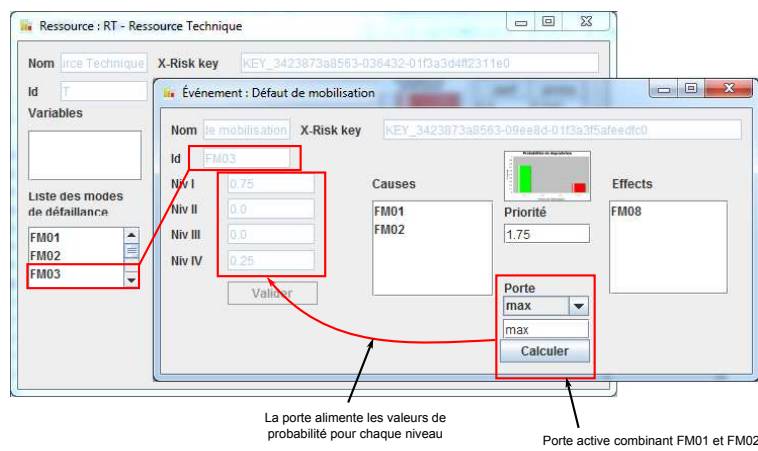 Ressource : RT - Ressource Technique
Nom irce Technique X-Risk key KEY_3423873a8563-036432-01f3a3d4ff2311e0
Id T
Variables
Liste des modes
de défaillance
FM01
FM02
FM03
Événement : Défaut de mobilisation
Nom le mobilisation X-Risk key KEY_3423873a8563-09ee8d-01f3a3f5afeedfc0
Id FM03
Niv I 0.75
Niv II 0.0
Niv III 0.0
Niv IV 0.25
Valider
Causes
FM01
FM02
Priorité
1.75
Effects
FM08
Porte
max
max
Calculer
La porte alimente les valeurs de
probabilité pour chaque niveau
Porte active combinant FM01 et FM02